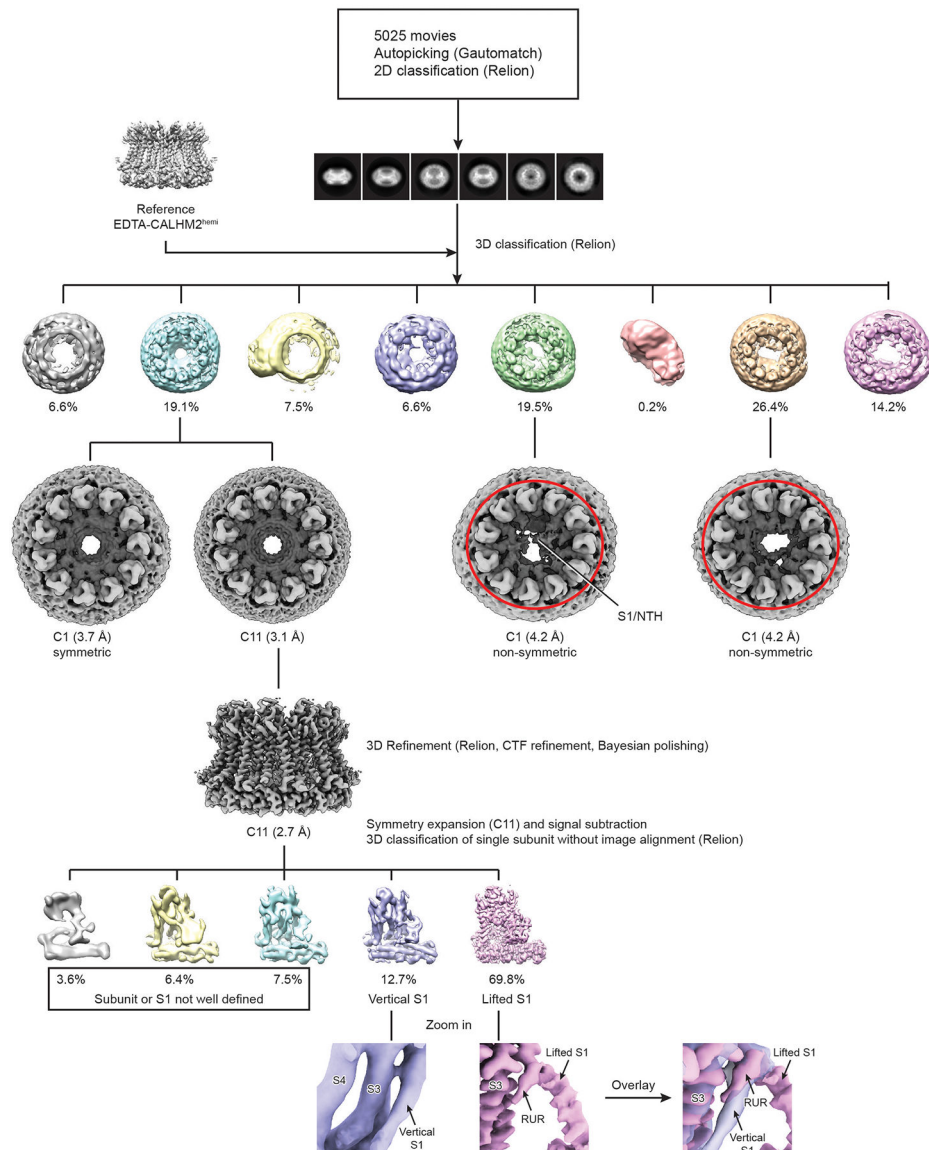 5025 movies
Autopicking (Gautomatch)
2D classification (Relion)
Reference
EDTA-CALHM2hemi
3D classification (Relion)
6.6%
19.1%
7.5%
6.6%
19.5%
0.2%
26.4%
14.2%
S1/NTH
C1 (3.7 Å)
symmetric
C11 (3.1 Å)
C1 (4.2 Å)
non-symmetric
C1 (4.2 Å)
non-symmetric
3D Refinement (Relion, CTF refinement, Bayesian polishing)
C11 (2.7 Å)
Symmetry expansion (C11) and signal subtraction
3D classification of single subunit without image alignment (Relion)
3.6%
6.4%
7.5%
Subunit or S1 not well defined
12.7%
Vertical S1
69.8%
Lifted S1
Zoom in
S4
S3
Vertical
S1
S3
Lifted S1
RUR
Overlay
S3
Lifted S1
RUR
Vertical
S1